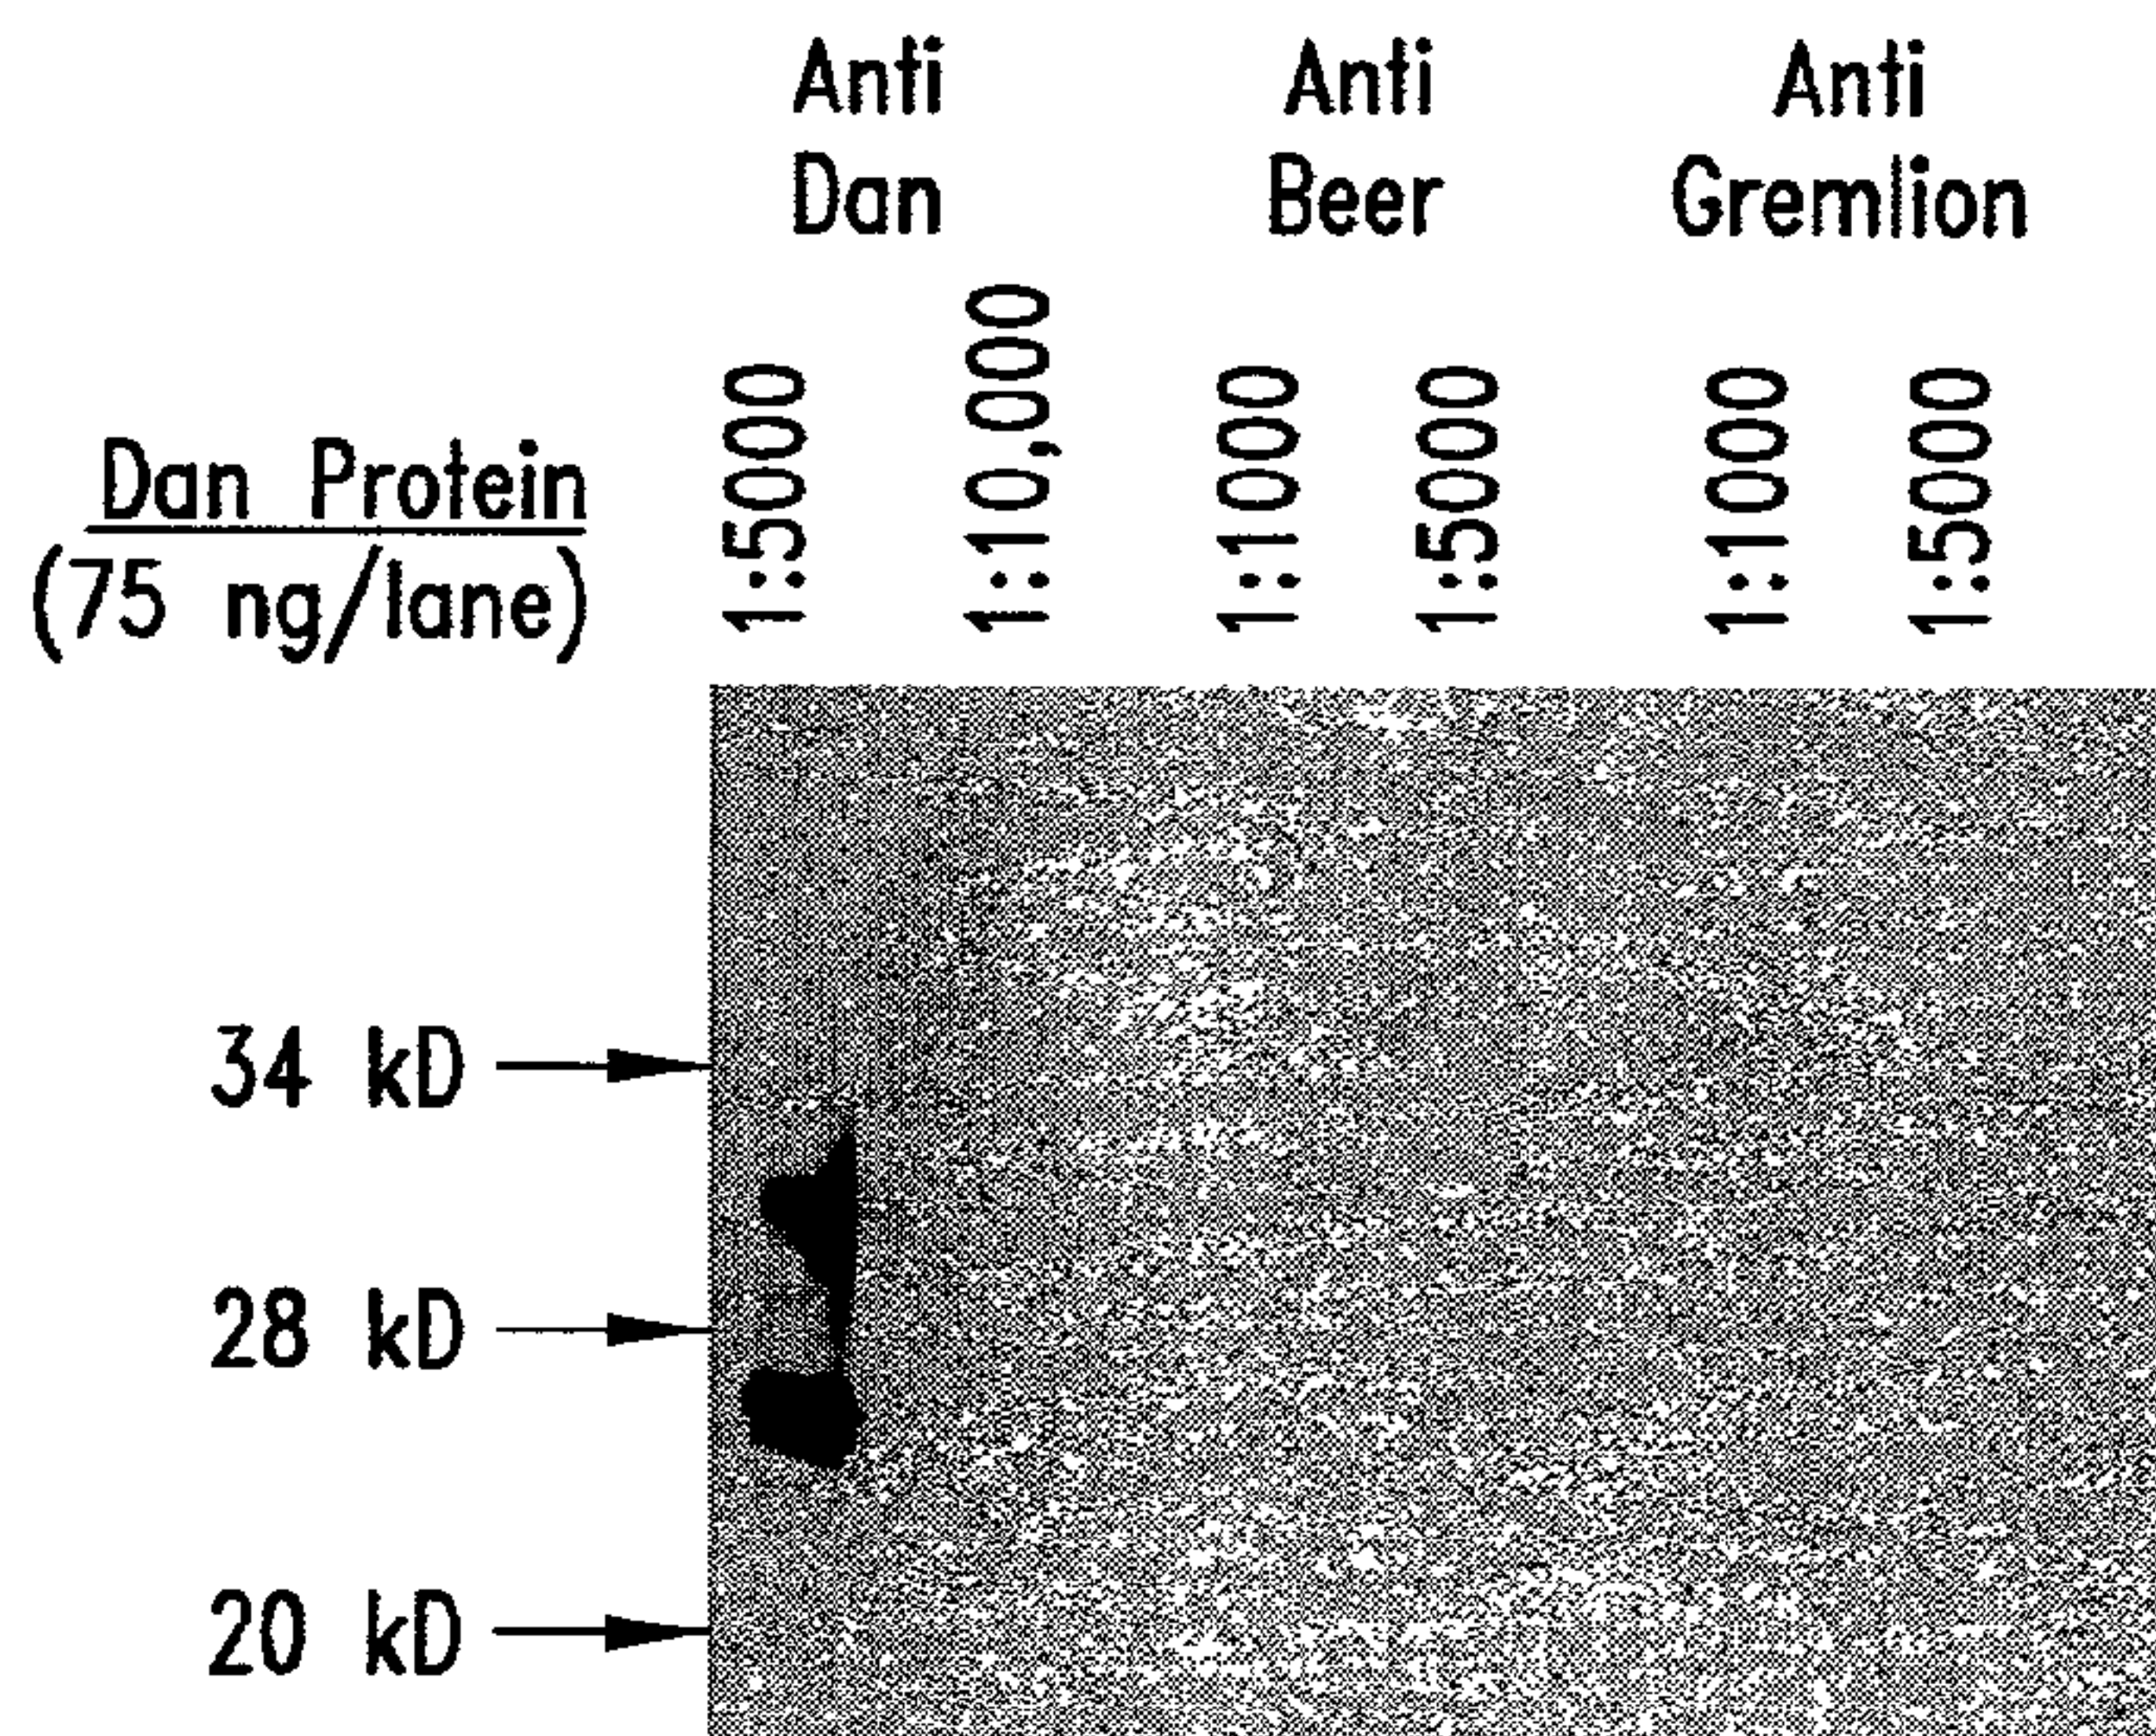 Anti Anti Anti
Dan Beer Gremlion
1:5000 1:10,000 1:1000 1:5000 1:1000 1:5000
Dan Protein
(75 ng/lane)
34 kD
28 kD
20 kD